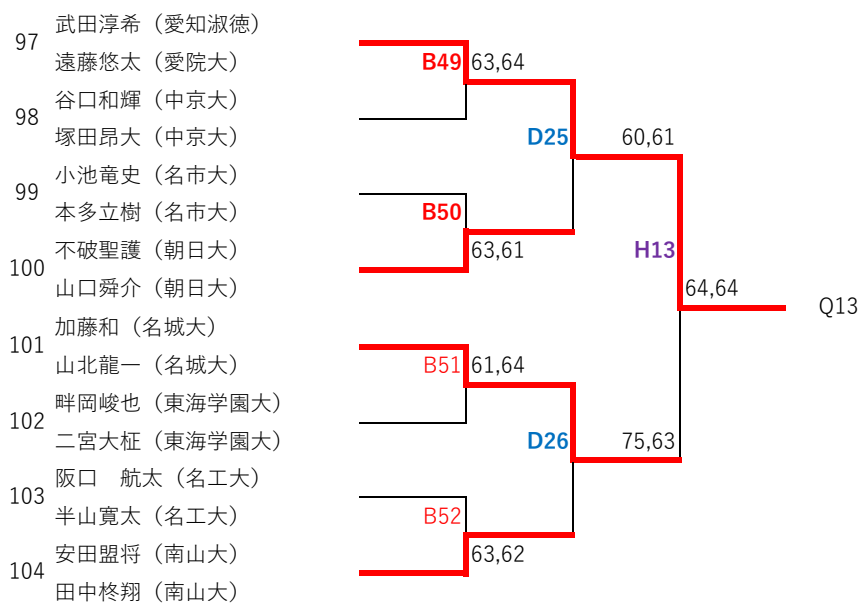 武田淳希（愛知淑徳）
97
遠藤悠太（愛院大） B49 63,64
谷口和輝（中京大）
98
塚田昂大（中京大） D25 60,61
小池竜史（名市大）
99
本多立樹（名市大） B50
不破聖護（朝日大） 63,61 H13
100
山口舜介（朝日大） 64,64
Q13
加藤和（名城大）
101
山北龍一（名城大） B51 61,64
畔岡峻也（東海学園大）
102
二宮大柾（東海学園大） D26 75,63
阪口　航太（名工大）
103
半山寛太（名工大） B52
安田盟将（南山大） 63,62
104
田中柊翔（南山大）